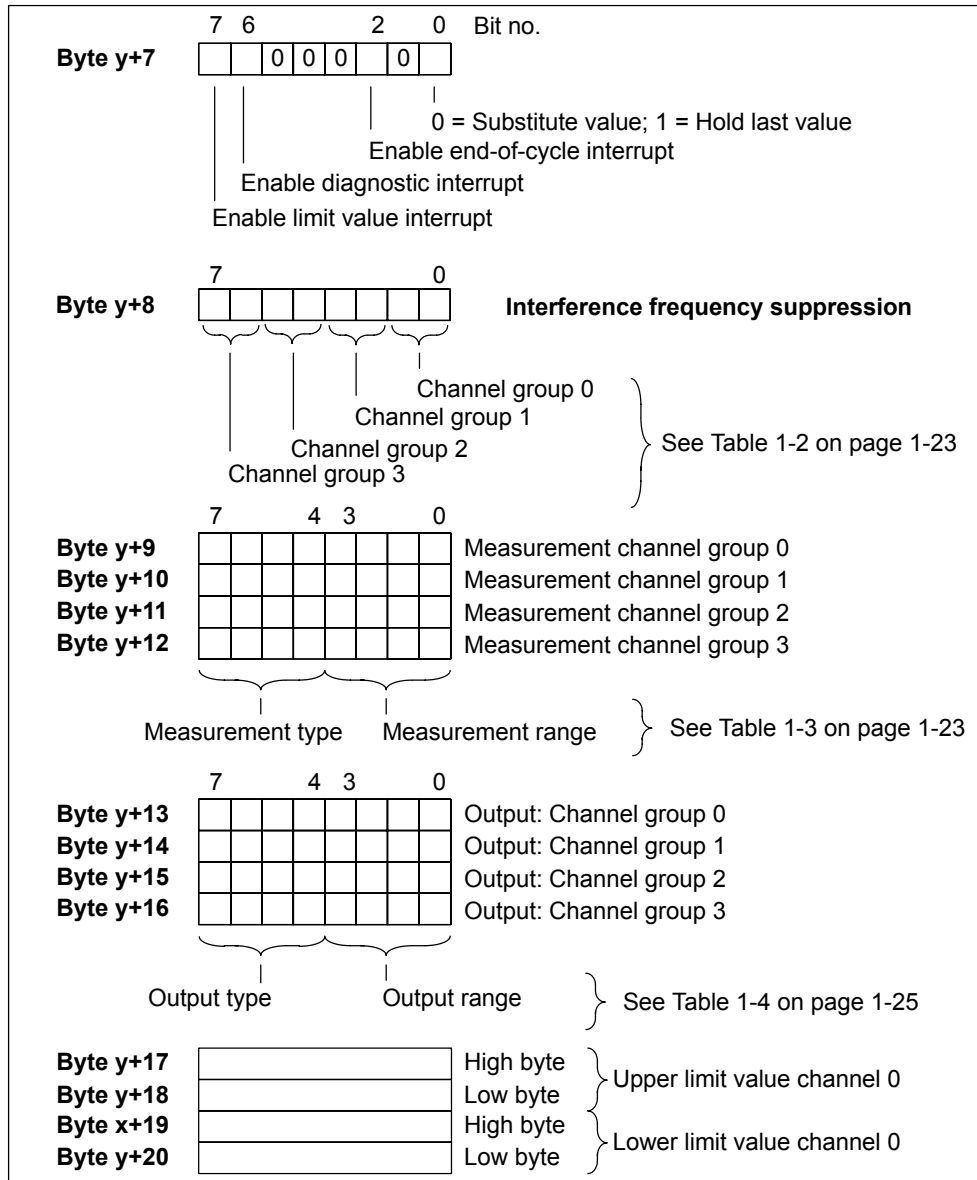 7 6 2 0 Bit no.
Byte y+7 0 0 0 0
0 = Substitute value; 1 = Hold last value
Enable end-of-cycle interrupt
Enable diagnostic interrupt
Enable limit value interrupt
7 0
Byte y+8 Interference frequency suppression
Channel group 0
Channel group 1
Channel group 2
Channel group 3
See Table 1-2 on page 1-23
7 4 3 0
Byte y+9 Measurement channel group 0
Byte y+10 Measurement channel group 1
Byte y+11 Measurement channel group 2
Byte y+12 Measurement channel group 3
Measurement type Measurement range See Table 1-3 on page 1-23
7 4 3 0
Byte y+13 Output: Channel group 0
Byte y+14 Output: Channel group 1
Byte y+15 Output: Channel group 2
Byte y+16 Output: Channel group 3
Output type Output range See Table 1-4 on page 1-25
Byte y+17 High byte
Byte y+18 Low byte
Upper limit value channel 0
Byte x+19 High byte
Byte y+20 Low byte
Lower limit value channel 0